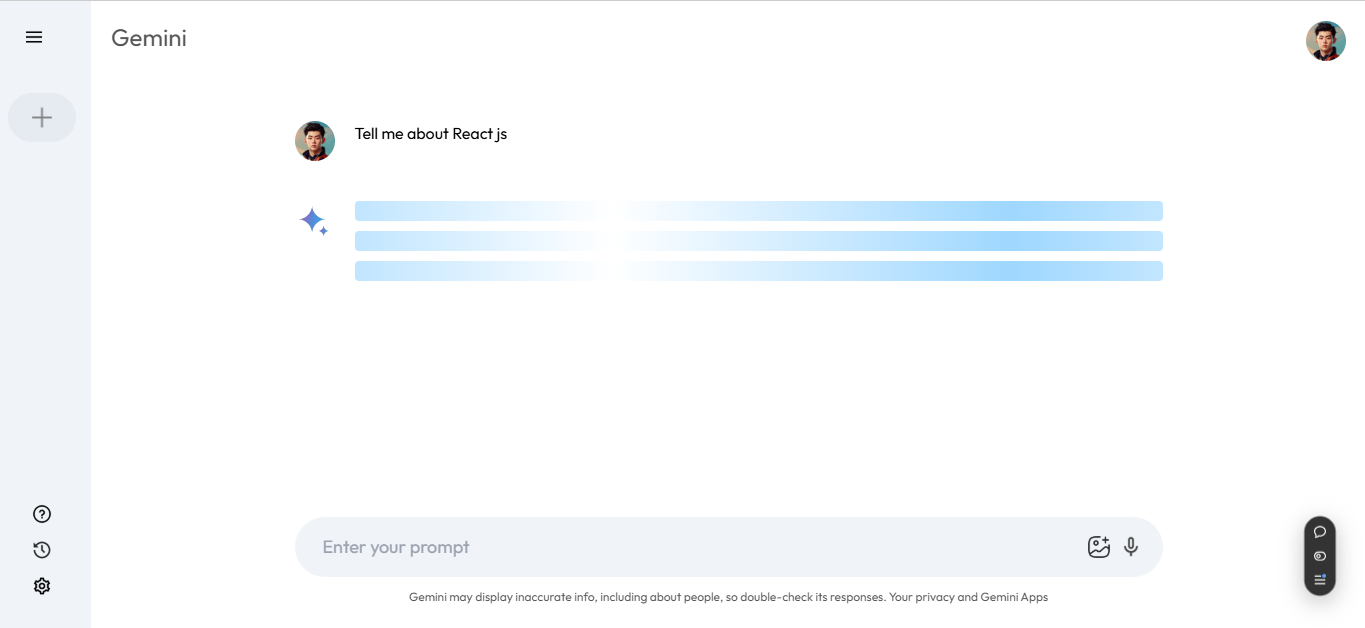 Gemini
Tell me about React js
Enter your prompt
Gemini may display inaccurate info, including about people, so double-check its responses. Your privacy and Gemini Apps